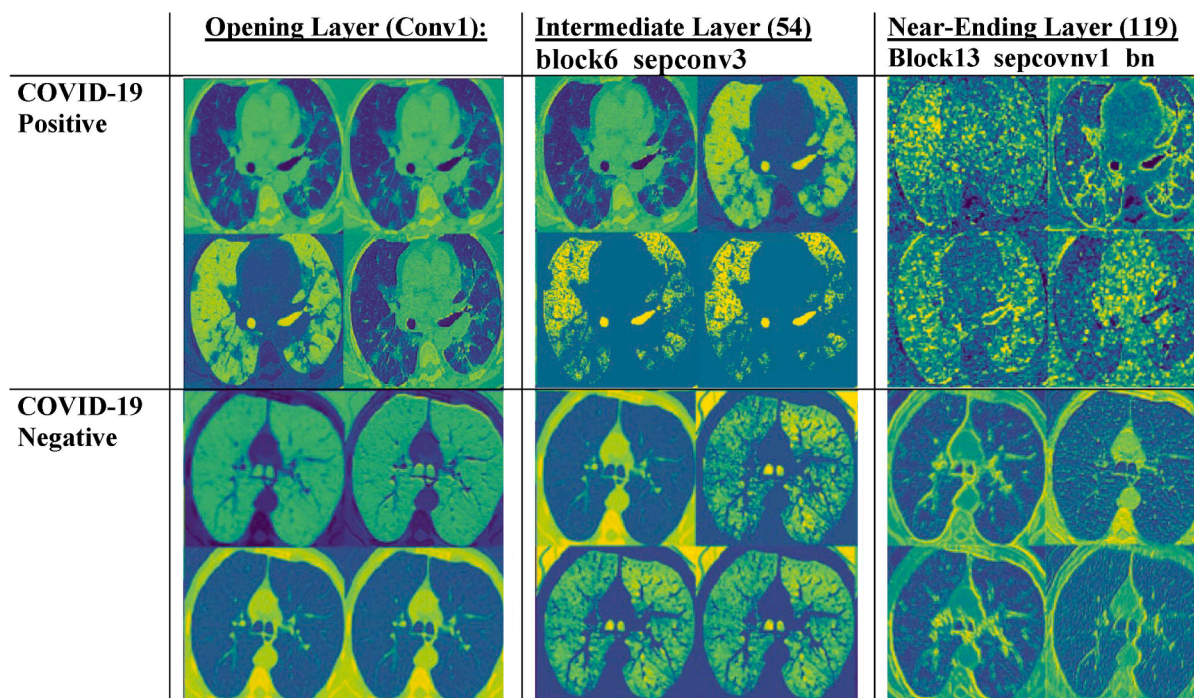 Opening Layer (Conv1):
Intermediate Layer (54)
block6 sepconv3
Near-Ending Layer (119)
Block13 sepcovnv1 bn
COVID-19
Positive
COVID-19
Negative